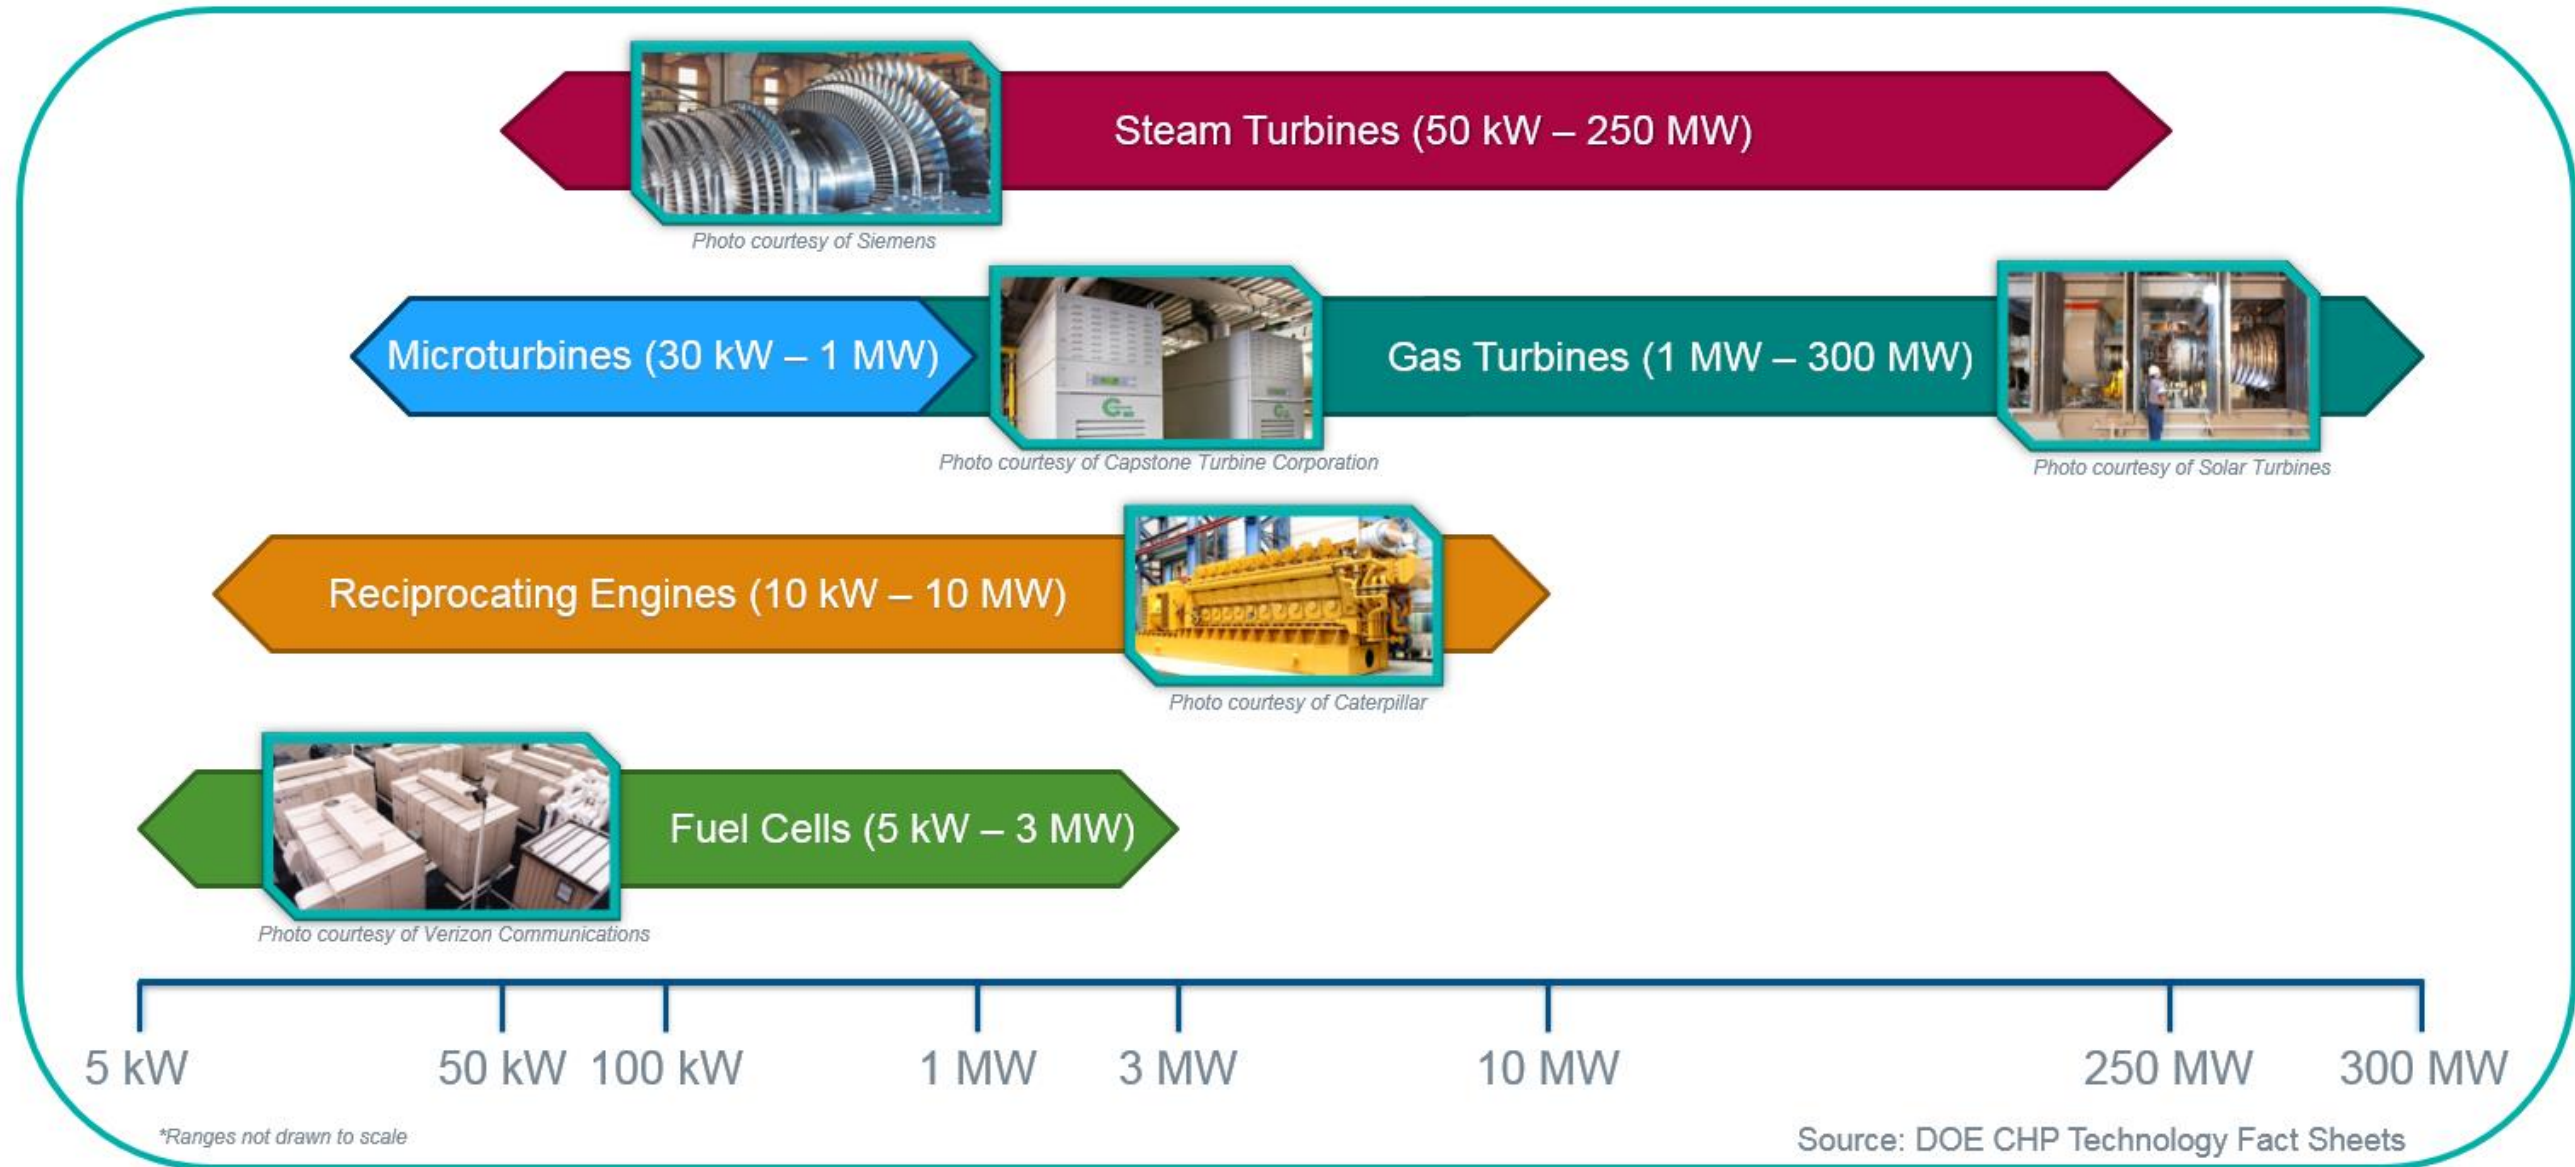 Steam Turbines (50 kW – 250 MW)
Photo courtesy of Siemens
Microturbines (30 kW – 1 MW)
Gas Turbines (1 MW – 300 MW)
Photo courtesy of Capstone Turbine Corporation
Photo courtesy of Solar Turbines
Reciprocating Engines (10 kW – 10 MW)
Photo courtesy of Caterpillar
Fuel Cells (5 kW – 3 MW)
Photo courtesy of Verizon Communications
5 kW
50 kW
100 kW
1 MW
3 MW
10 MW
250 MW
300 MW
*Ranges not drawn to scale
Source: DOE CHP Technology Fact Sheets